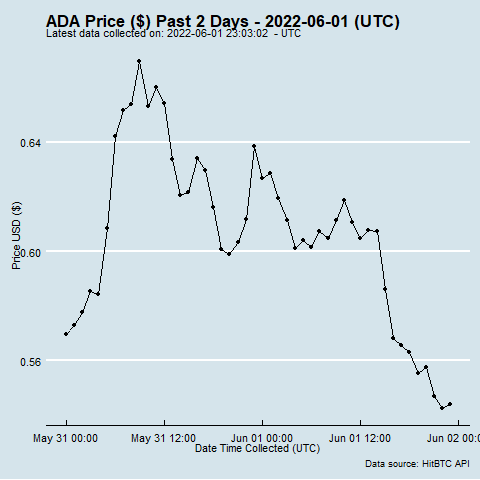 ADA Price ($) Past 2 Days - 2022-06-01 (UTC)
Latest data collected on: 2022-06-01 23:03:02 - UTC
Price USD ($)
0.64
0.60
0.56
May 31 00:00
May 31 12:00
Jun 01 00:00
Jun 01 12:00
Jun 02 00:0
Date Time Collected (UTC)
Data source: HitBTC API